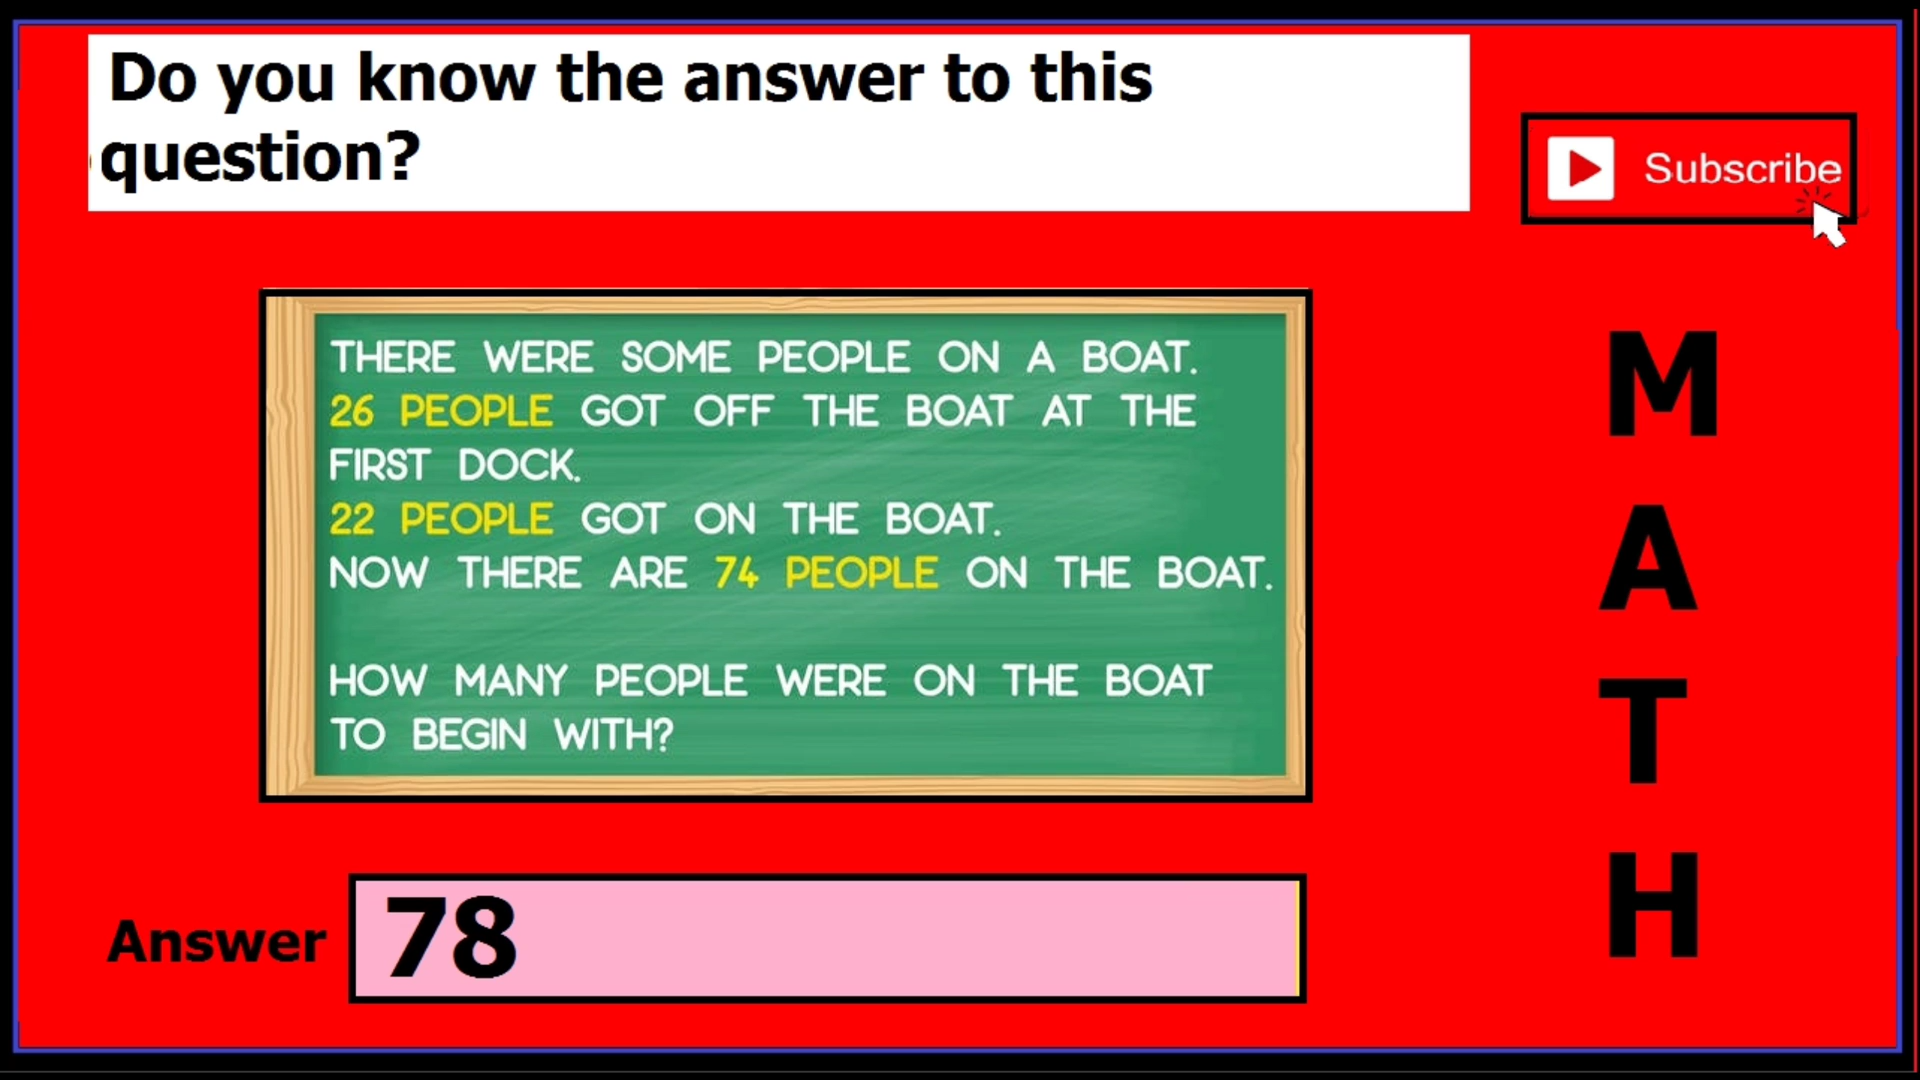 Do you know the answer to this
question?
Subscribe
THERE WERE SOME PEOPLE ON A BOAT.
26 PEOPLE GOT OFF THE BOAT AT THE
FIRST DOCK.
22 PEOPLE GOT ON THE BOAT.
NOW THERE ARE 74 PEOPLE ON THE BOAT.
HOW MANY PEOPLE WERE ON THE BOAT
TO BEGIN WITH?
Answer 78
M
A
T
H